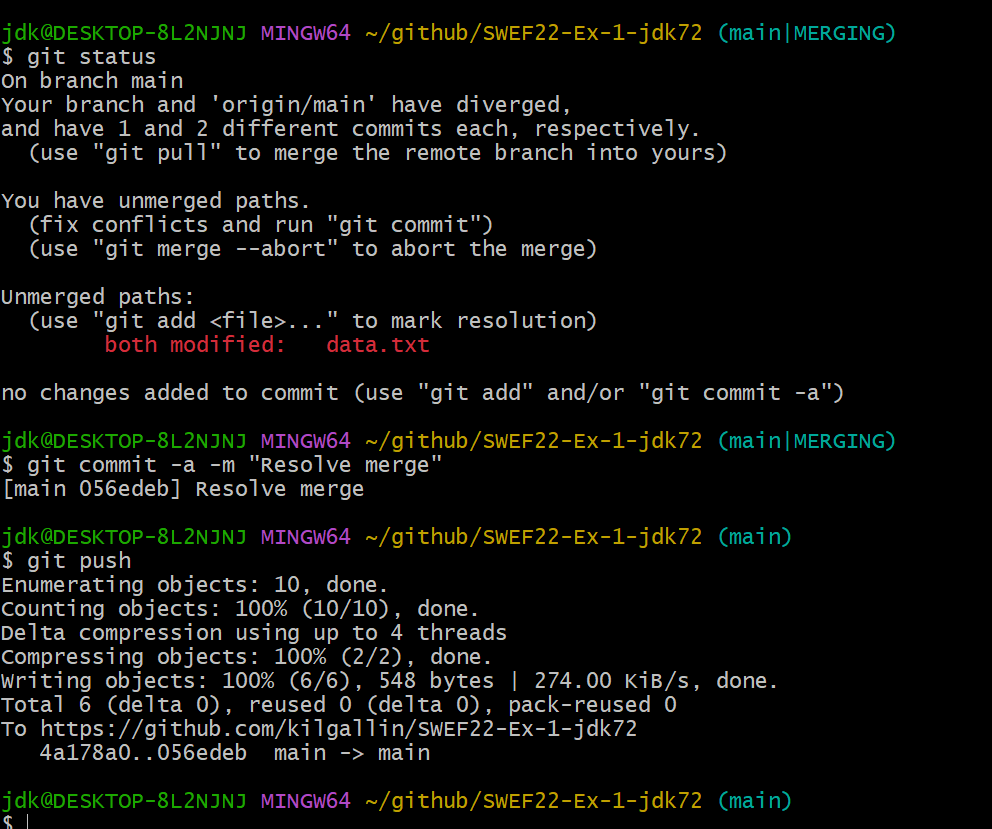 jdk@DESKTOP-8L2NJNJ MINGW64 ~/github/SWEF22-Ex-1-jdk72 (main|MERGING)
$ git status
On branch main
Your branch and 'origin/main' have diverged,
and have 1 and 2 different commits each, respectively.
  (use "git pull" to merge the remote branch into yours)

You have unmerged paths.
  (fix conflicts and run "git commit")
  (use "git merge --abort" to abort the merge)

Unmerged paths:
  (use "git add <file>..." to mark resolution)
        both modified:   data.txt

no changes added to commit (use "git add" and/or "git commit -a")

jdk@DESKTOP-8L2NJNJ MINGW64 ~/github/SWEF22-Ex-1-jdk72 (main|MERGING)
$ git commit -a -m "Resolve merge"
[main 056edeb] Resolve merge

jdk@DESKTOP-8L2NJNJ MINGW64 ~/github/SWEF22-Ex-1-jdk72 (main)
$ git push
Enumerating objects: 10, done.
Counting objects: 100% (10/10), done.
Delta compression using up to 4 threads
Compressing objects: 100% (2/2), done.
Writing objects: 100% (6/6), 548 bytes | 274.00 KiB/s, done.
Total 6 (delta 0), reused 0 (delta 0), pack-reused 0
To https://github.com/kilgallin/SWEF22-Ex-1-jdk72
   4a178a0..056edeb  main -> main

jdk@DESKTOP-8L2NJNJ MINGW64 ~/github/SWEF22-Ex-1-jdk72 (main)
$